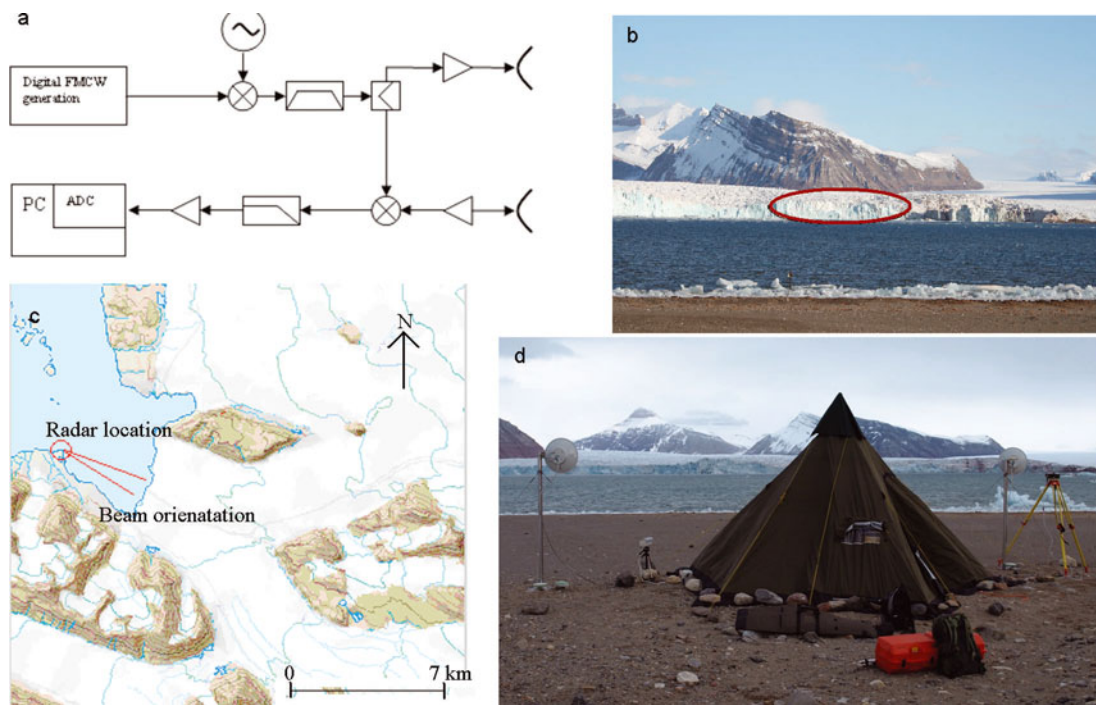 a
Digital FMCW
generation
PC
ADC
b
c
N
Radar location
Beam orienatation
0 7 km
d